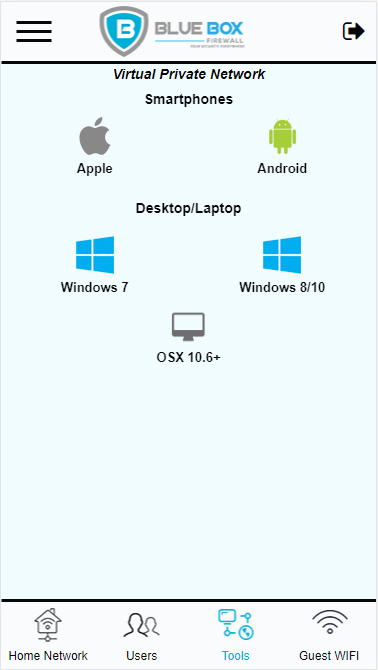 B BLUE BOX
FIREWALL
YOUR SECURITY, EVERYWHERE
Virtual Private Network
Smartphones
Apple Android
Desktop/Laptop
Windows 7 Windows 8/10
OSX 10.6+
Home Network Users Tools Guest WIFI